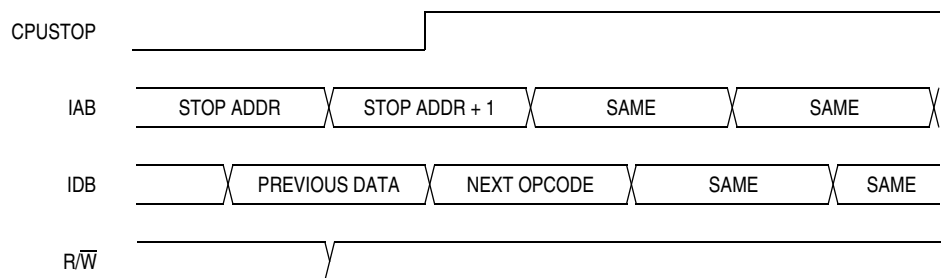 CPUSTOP
IAB STOP ADDR STOP ADDR + 1 SAME SAME
IDB PREVIOUS DATA NEXT OPCODE SAME SAME
R/W̅